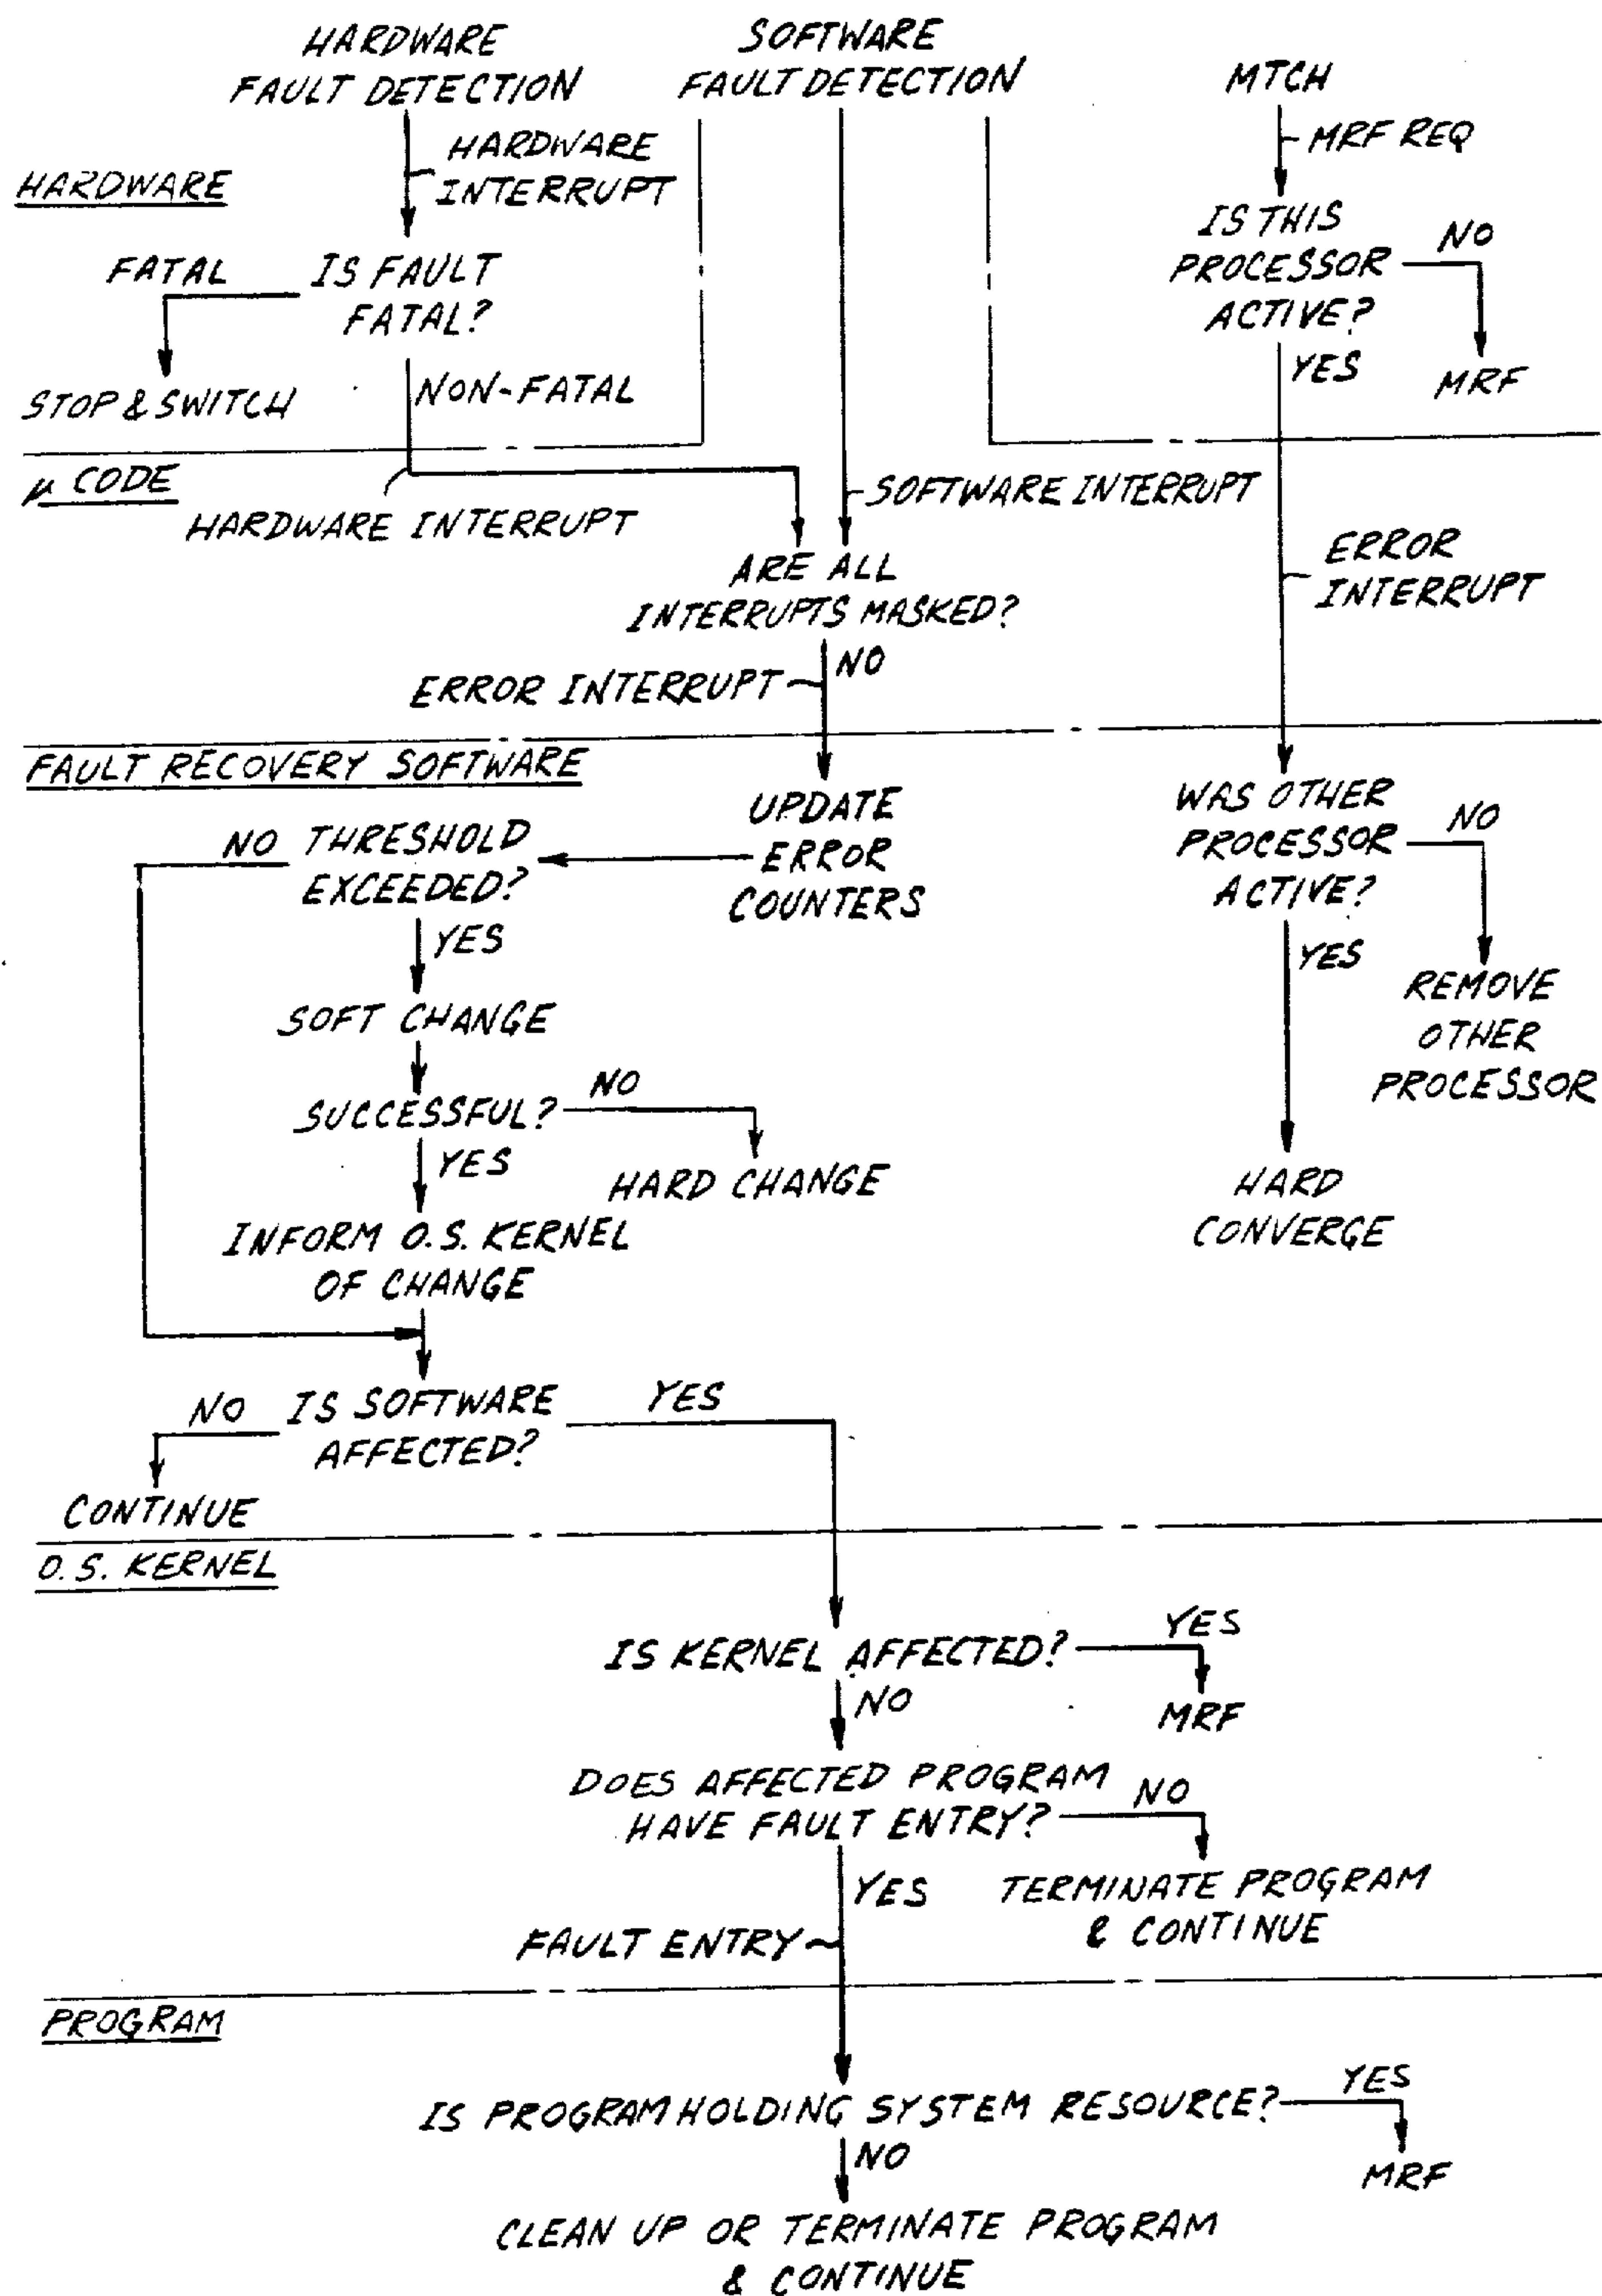 HARDWARE
FAULT DETECTION
SOFTWARE
FAULT DETECTION
MTCH
HARDWARE
INTERRUPT
MRF REQ
HARDWARE
IS THIS
PROCESSOR
ACTIVE?
NO
FATAL
IS FAULT
FATAL?
YES
MRF
STOP & SWITCH
NON-FATAL
μ CODE
HARDWARE INTERRUPT
SOFTWARE INTERRUPT
ARE ALL
INTERRUPTS MASKED?
ERROR
INTERRUPT
NO
ERROR INTERRUPT
FAULT RECOVERY SOFTWARE
UPDATE
ERROR
COUNTERS
WAS OTHER
PROCESSOR
ACTIVE?
NO
NO
THRESHOLD
EXCEEDED?
YES
YES
REMOVE
OTHER
PROCESSOR
SOFT CHANGE
SUCCESSFUL?
NO
YES
HARD CHANGE
HARD
CONVERGE
INFORM O.S. KERNEL
OF CHANGE
NO
IS SOFTWARE
AFFECTED?
YES
CONTINUE
O.S. KERNEL
IS KERNEL AFFECTED?
YES
NO
MRF
DOES AFFECTED PROGRAM
HAVE FAULT ENTRY?
NO
YES
TERMINATE PROGRAM
& CONTINUE
FAULT ENTRY
PROGRAM
IS PROGRAM HOLDING SYSTEM RESOURCE?
YES
NO
MRF
CLEAN UP OR TERMINATE PROGRAM
& CONTINUE